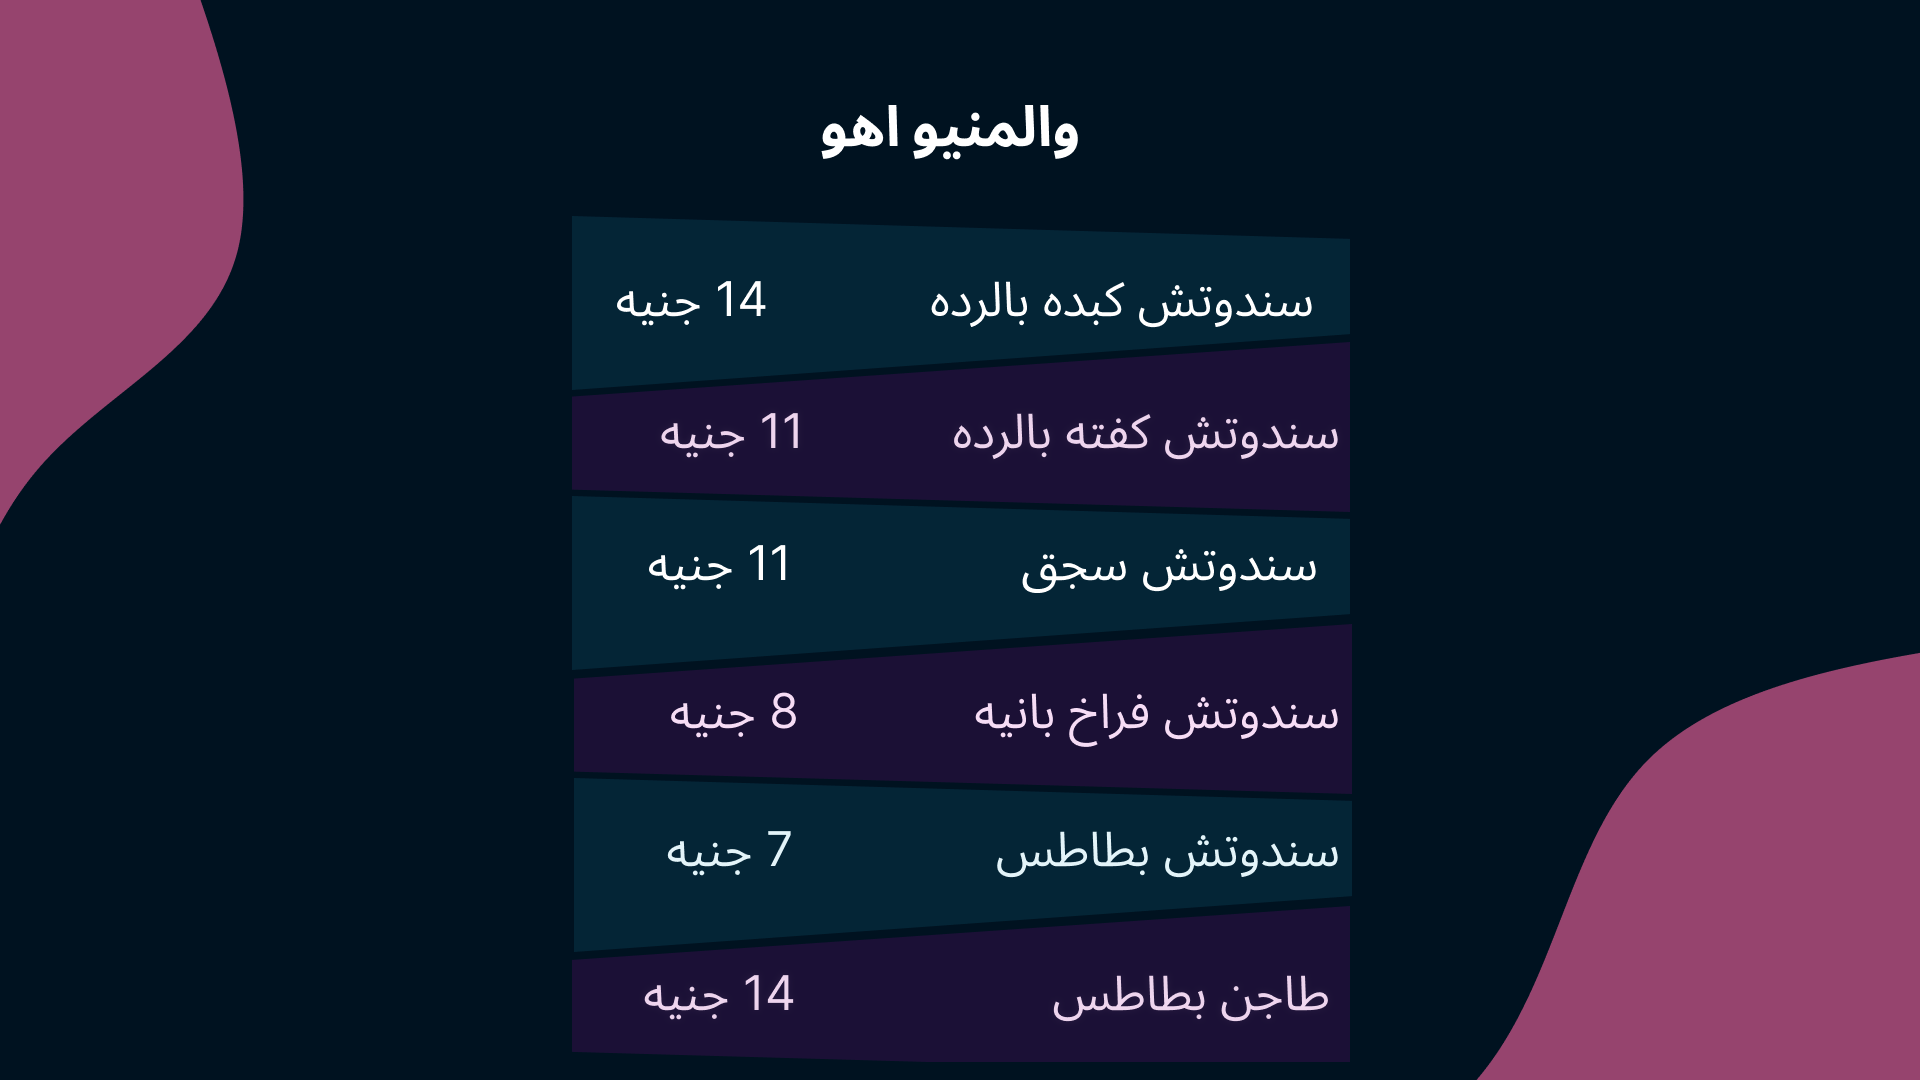 والمنيو اهو
سندوتش كبده بالرده 14 جنيه
سندوتش كفته بالرده 11 جنيه
سندوتش سجق 11 جنيه
سندوتش فراخ بانيه 8 جنيه
سندوتش بطاطس 7 جنيه
طاجن بطاطس 14 جنيه